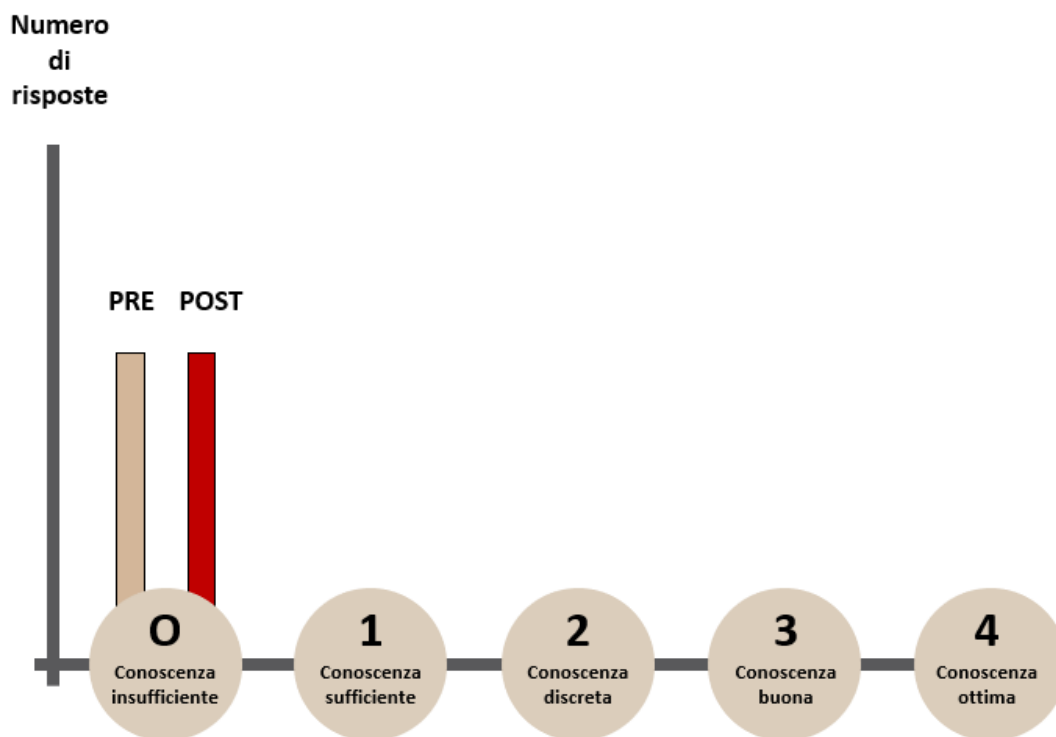 Numero
di
risposte
PRE POST
0
Conoscenza
insufficiente
1
Conoscenza
sufficiente
2
Conoscenza
discreta
3
Conoscenza
buona
4
Conoscenza
ottima